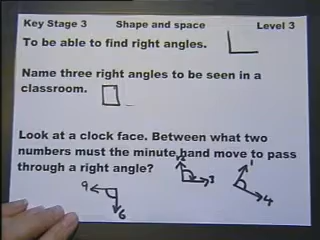 Key Stage 3 Shape and space Level 3
To be able to find right angles.
Name three right angles to be seen in a
classroom.
Look at a clock face. Between what two
numbers must the minute hand move to pass
through a right angle?
12
1
9
3
4
6